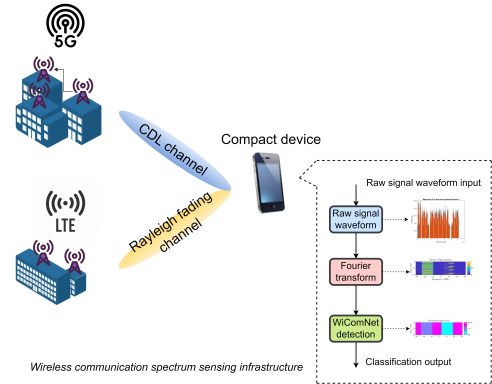 5G
CDL channel
Compact device
Raw signal waveform input
Raw signal
waveform
LTE
Rayleigh fading
channel
Fourier
transform
WiComNet
detection
Classification output
Wireless communication spectrum sensing infrastructure